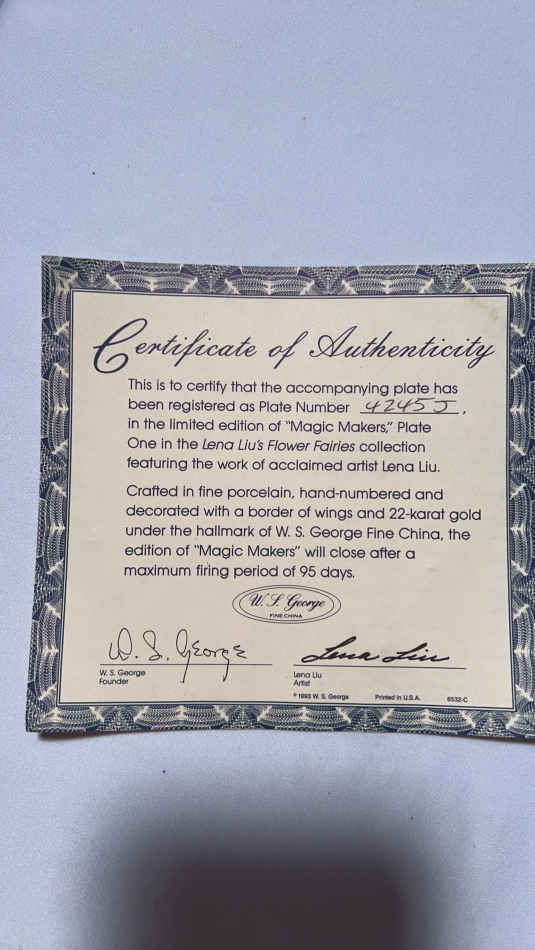 Certificate of Authenticity
This is to certify that the accompanying plate has
been registered as Plate Number 4245 J,
in the limited edition of "Magic Makers," Plate
One in the Lena Liu's Flower Fairies collection
featuring the work of acclaimed artist Lena Liu.
Crafted in fine porcelain, hand-numbered and
decorated with a border of wings and 22-karat gold
under the hallmark of W. S. George Fine China, the
edition of "Magic Makers" will close after a
maximum firing period of 95 days.
W. S. George
FINE CHINA
W. S. George
Lena Liu
W. S. George
Founder
Lena Liu
Artist
© 1993 W. S. George Printed in U.S.A. 6532-C